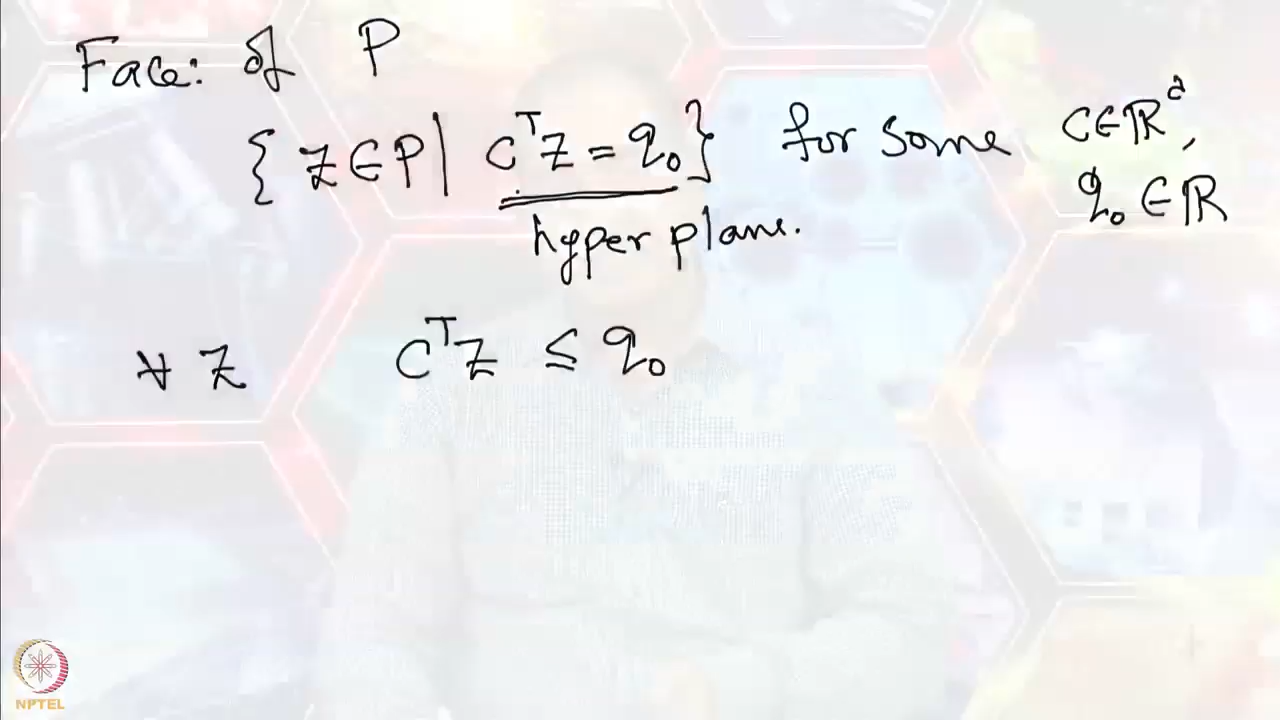 Face: of P
{ z ∈ P | Cᵀz = q₀ } for some C ∈ ℝᵈ,
q₀ ∈ ℝ
hyper plane.
∀ z Cᵀz ≤ q₀
NPTEL